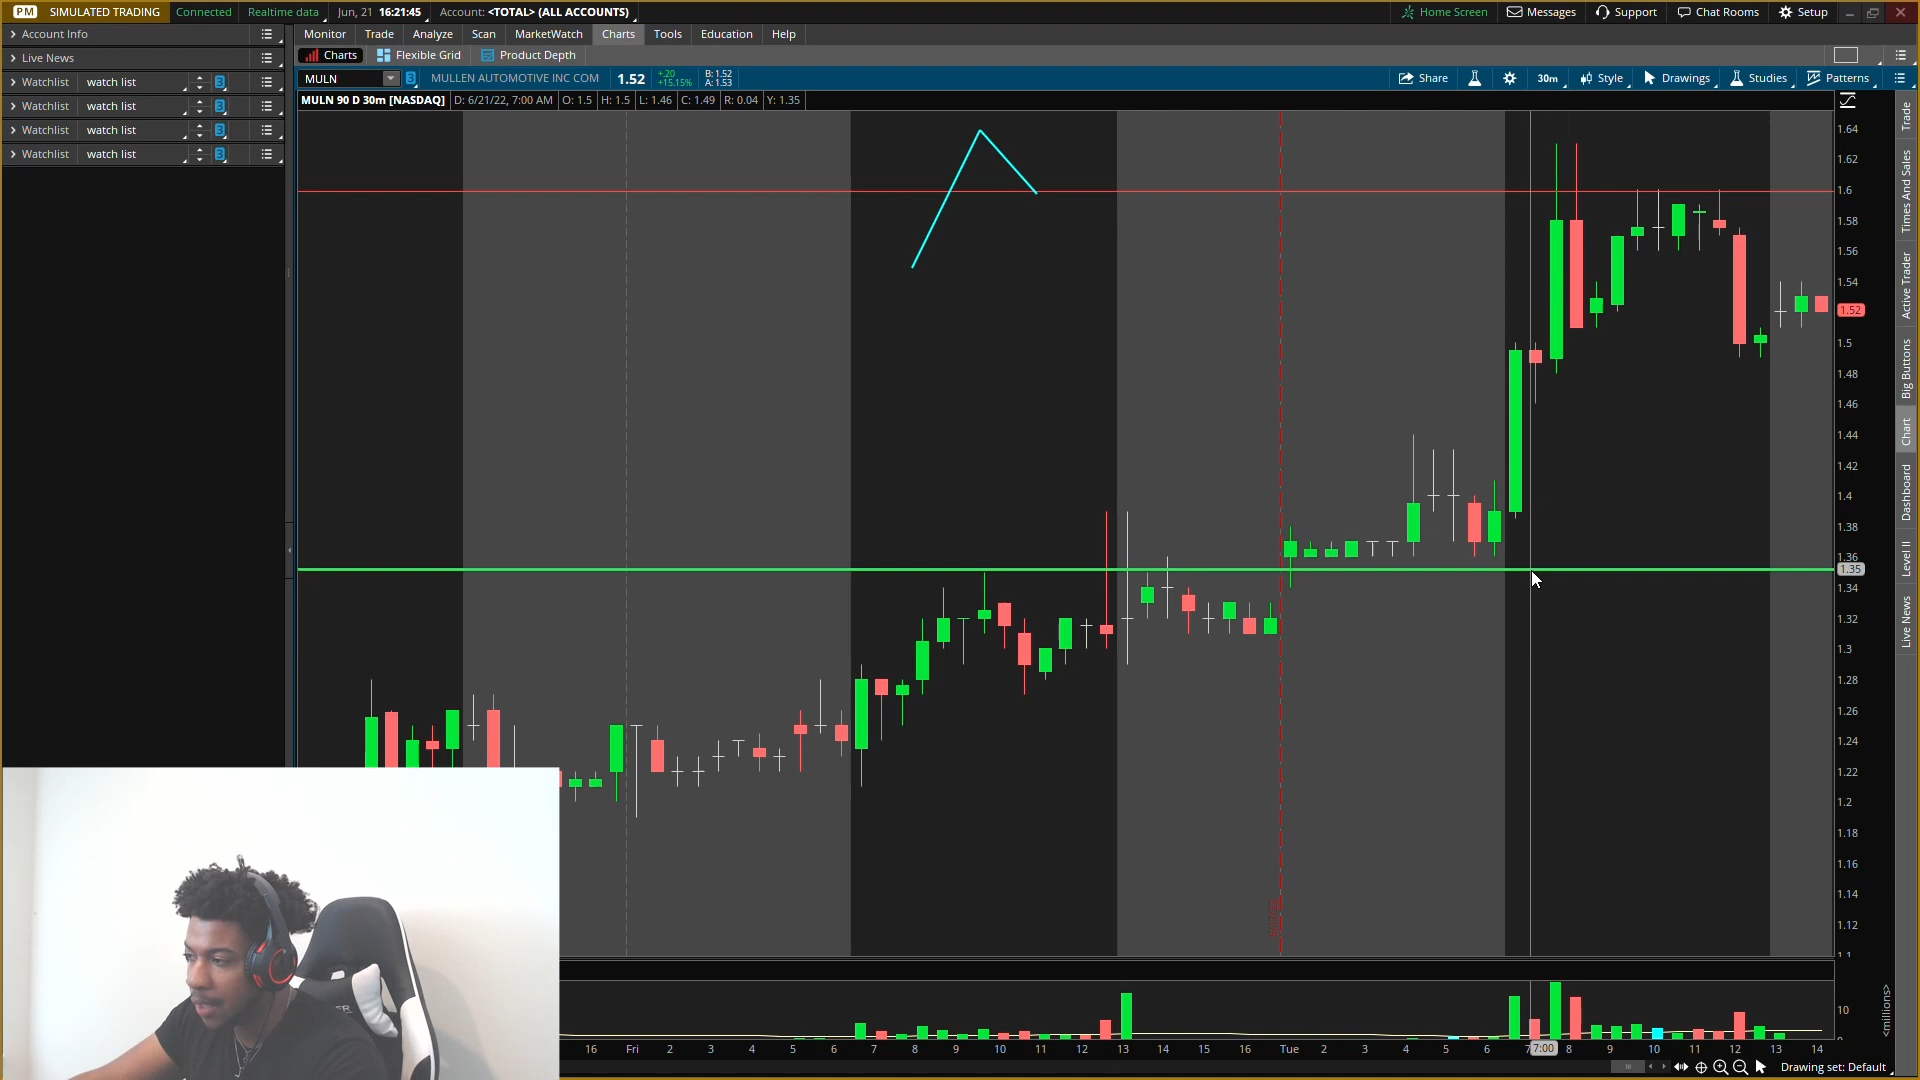 PM SIMULATED TRADING Connected Realtime data Jun, 21 16:21:45 Account: <TOTAL> (ALL ACCOUNTS) Home Screen Messages Support Chat Rooms Setup
Account Info
Live News
Watchlist watch list 3
Watchlist watch list 3
Watchlist watch list 3
Watchlist watch list 3
Monitor Trade Analyze Scan MarketWatch Charts Tools Education Help
Charts Flexible Grid Product Depth
MULN 3 MULLEN AUTOMOTIVE INC COM 1.52 +.20 +15.15% B: 1.52 A: 1.53 Share 30m Style Drawings Studies Patterns
MULN 90 D 30m [NASDAQ] D: 6/21/22, 7:00 AM O: 1.5 H: 1.5 L: 1.46 C: 1.49 R: 0.04 Y: 1.35
1.64
1.62
1.6
1.58
1.56
1.54
1.52
1.5
1.48
1.46
1.44
1.42
1.4
1.38
1.36
1.35
1.34
1.32
1.3
1.28
1.26
1.24
1.22
1.2
1.18
1.16
1.14
1.12
1.1
10
<millions>
16 Fri 2 3 4 5 6 7 8 9 10 11 12 13 14 15 16 Tue 2 3 4 5 6 7:00 8 9 10 11 12 13 14
Drawing set: Default
Trade
Times And Sales
Active Trader
Big Buttons
Chart
Dashboard
Level II
Live News